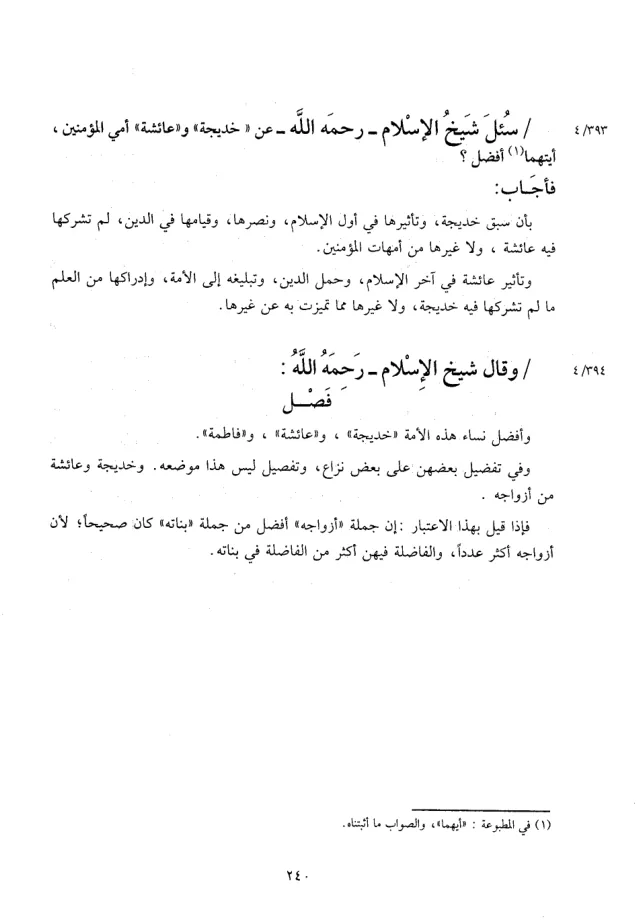 ٤/٣٩٣ / سُئلَ شَيخُ الإسْلام ـ رحمَه اللَّه ـ عن «خديجة» و«عائشة» أمي المؤمنين،
أيتهما(١) أفضل؟
فأجَاب:
بأن سبق خديجة، وتأثيرها في أول الإسلام، ونصرها، وقيامها في الدين، لم تشركها
فيه عائشة، ولا غيرها من أمهات المؤمنين.
وتأثير عائشة في آخر الإسلام، وحمل الدين، وتبليغه إلى الأمة، وإدراكها من العلم
ما لم تشركها فيه خديجة، ولا غيرها مما تميزت به عن غيرها.
٤/٣٩٤ / وقال شيخ الإِسْلام ـ رَحِمَهُ اللَّهُ:
فَصْـل
وأفضل نساء هذه الأمة «خديجة»، و«عائشة»، و«فاطمة».
وفي تفضيل بعضهن على بعض نزاع، وتفصيل ليس هذا موضعه. وخديجة وعائشة
من أزواجه.
فإذا قيل بهذا الاعتبار: إن جملة «أزواجه» أفضل من جملة «بناته» كان صحيحاً؛ لأن
أزواجه أكثر عدداً، والفاضلة فيهن أكثر من الفاضلة في بناته.
(١) في المطبوعة: «أيهما»، والصواب ما أثبتناه.
٢٤٠